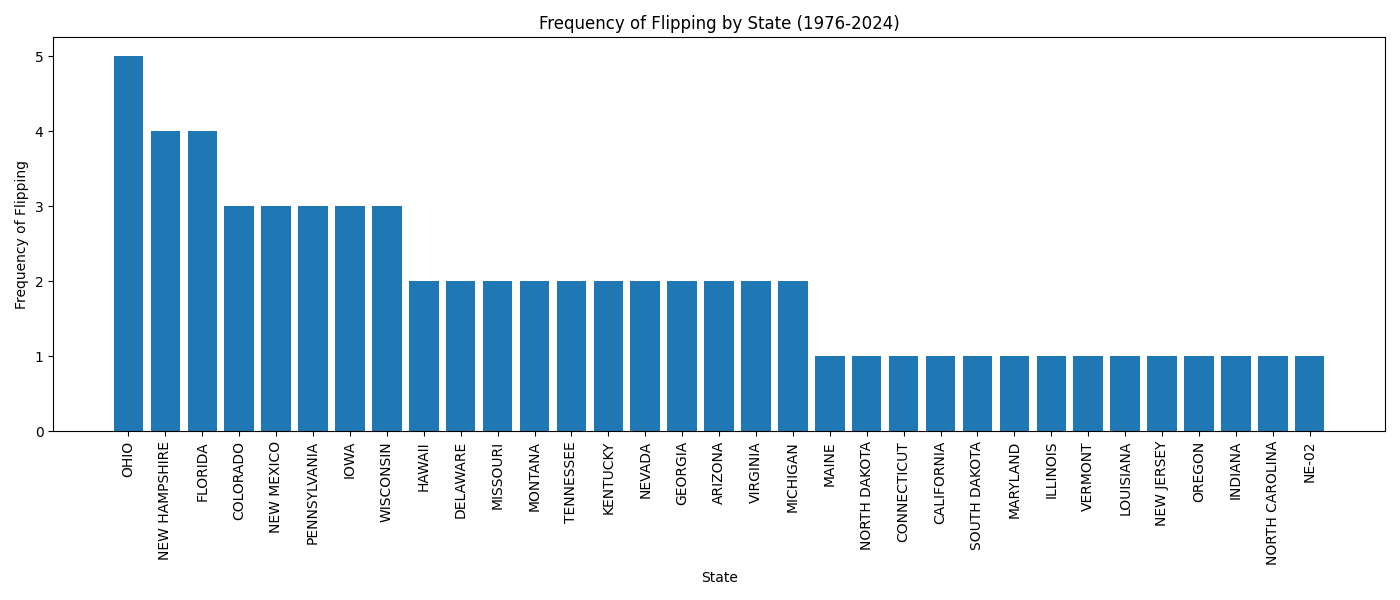 Frequency of Flipping by State (1976-2024)
Frequency of Flipping
5
4
3
2
1
0
OHIO
NEW HAMPSHIRE
FLORIDA
COLORADO
NEW MEXICO
PENNSYLVANIA
IOWA
WISCONSIN
HAWAII
DELAWARE
MISSOURI
MONTANA
TENNESSEE
KENTUCKY
NEVADA
GEORGIA
ARIZONA
VIRGINIA
MICHIGAN
MAINE
NORTH DAKOTA
CONNECTICUT
CALIFORNIA
SOUTH DAKOTA
MARYLAND
ILLINOIS
VERMONT
LOUISIANA
NEW JERSEY
OREGON
INDIANA
NORTH CAROLINA
NE-02
State